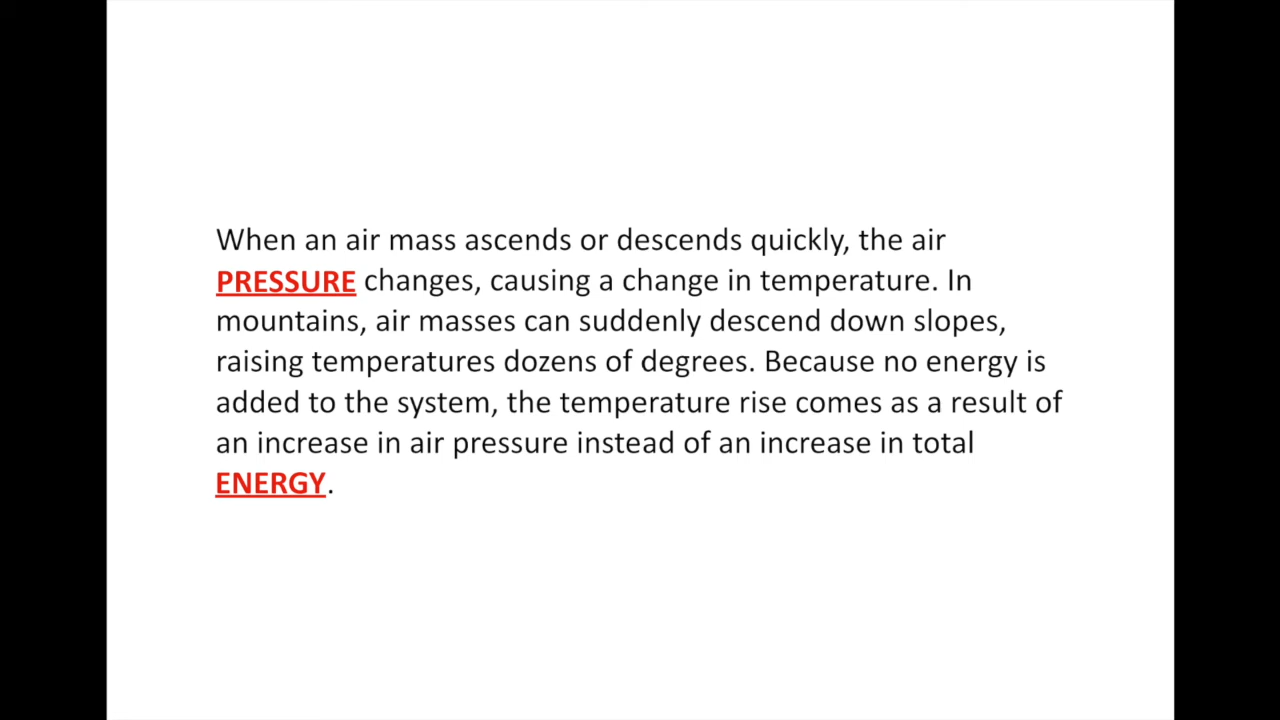 When an air mass ascends or descends quickly, the air
PRESSURE changes, causing a change in temperature. In
mountains, air masses can suddenly descend down slopes,
raising temperatures dozens of degrees. Because no energy is
added to the system, the temperature rise comes as a result of
an increase in air pressure instead of an increase in total
ENERGY.